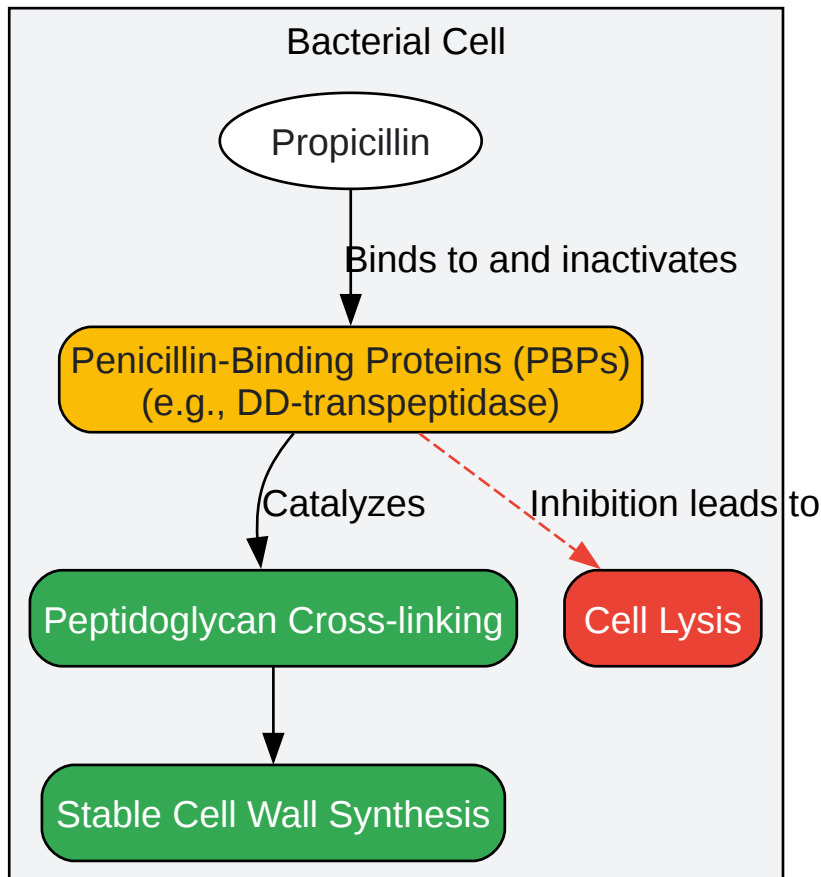 Bacterial Cell
Propicillin
Binds to and inactivates
Penicillin-Binding Proteins (PBPs)
(e.g., DD-transpeptidase)
Catalyzes
Inhibition leads to
Peptidoglycan Cross-linking
Cell Lysis
Stable Cell Wall Synthesis